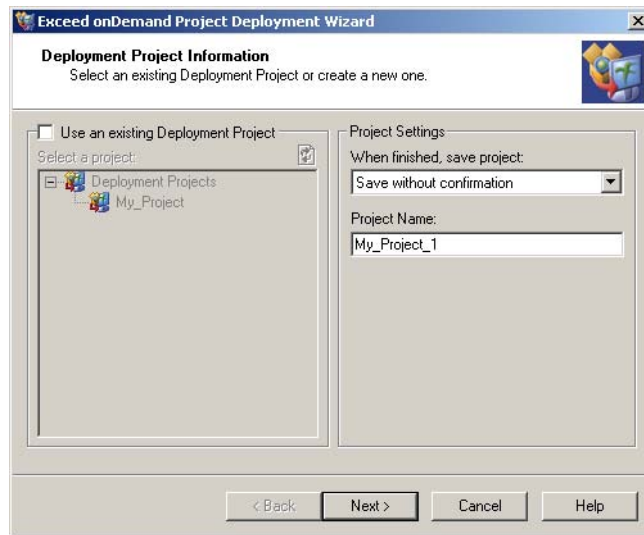 Exceed onDemand Project Deployment Wizard
Deployment Project Information
Select an existing Deployment Project or create a new one.
Use an existing Deployment Project
Select a project:
Deployment Projects
My_Project
Project Settings
When finished, save project:
Save without confirmation
Project Name:
My_Project_1
< Back
Next >
Cancel
Help